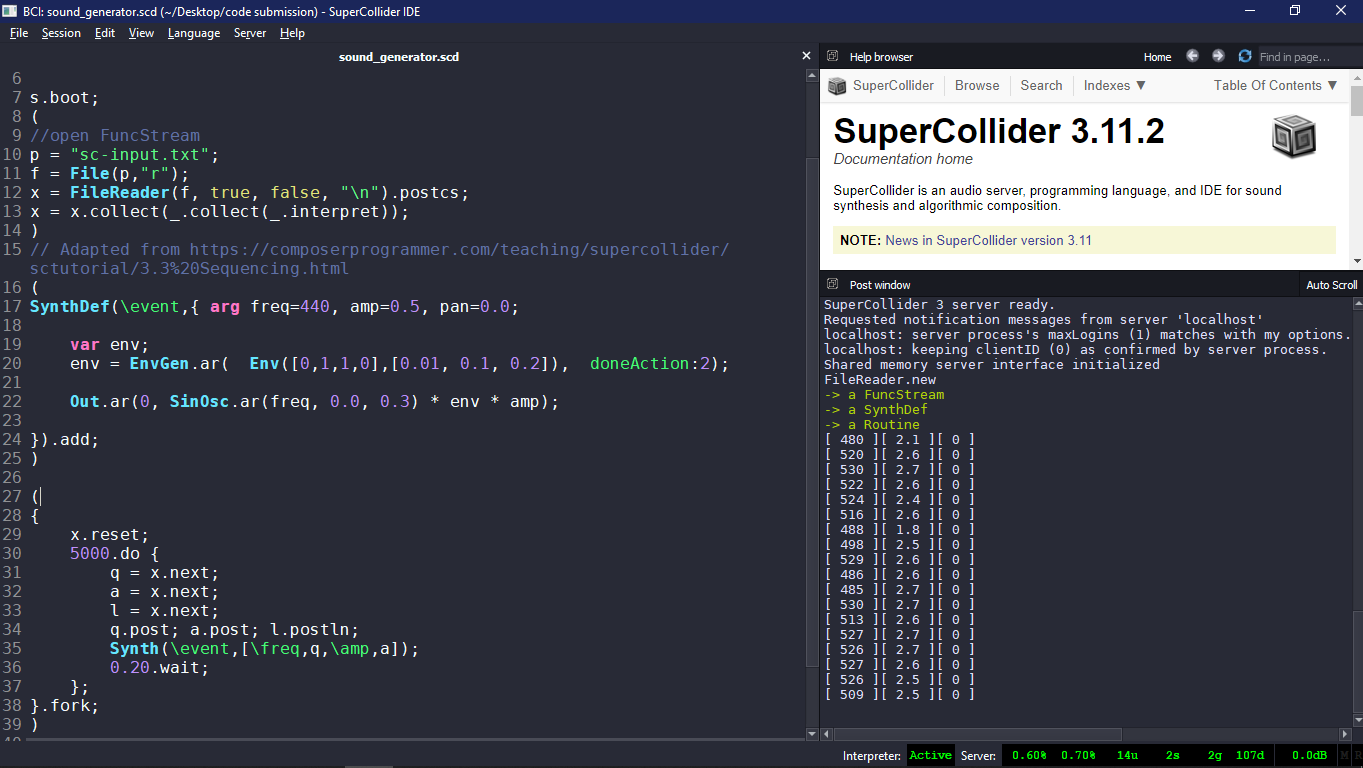 BCI: sound_generator.scd (~/Desktop/code submission) - SuperCollider IDE
File Session Edit View Language Server Help
sound_generator.scd
6
7 s.boot;
8 (
9 //open FuncStream
10 p = "sc-input.txt";
11 f = File(p,"r");
12 x = FileReader(f, true, false, "\n").postcs;
13 x = x.collect(_.collect(_.interpret));
14 )
15 // Adapted from https://composerprogrammer.com/teaching/supercollider/
sctutorial/3.3%20Sequencing.html
16 (
17 SynthDef(\event,{ arg freq=440, amp=0.5, pan=0.0;
18
19 var env;
20 env = EnvGen.ar( Env([0,1,1,0],[0.01, 0.1, 0.2]), doneAction:2);
21
22 Out.ar(0, SinOsc.ar(freq, 0.0, 0.3) * env * amp);
23
24 }).add;
25 )
26
27 (
28 {
29 x.reset;
30 5000.do {
31 q = x.next;
32 a = x.next;
33 l = x.next;
34 q.post; a.post; l.postln;
35 Synth(\event,[\freq,q,\amp,a]);
36 0.20.wait;
37 };
38 }.fork;
39 )
Help browser Home Find in page...
SuperCollider Browse Search Indexes ▼ Table Of Contents ▼
SuperCollider 3.11.2
Documentation home
SuperCollider is an audio server, programming language, and IDE for sound
synthesis and algorithmic composition.
NOTE: News in SuperCollider version 3.11
Post window Auto Scroll
SuperCollider 3 server ready.
Requested notification messages from server 'localhost'
localhost: server process's maxLogins (1) matches with my options.
localhost: keeping clientID (0) as confirmed by server process.
Shared memory server interface initialized
FileReader.new
-> a FuncStream
-> a SynthDef
-> a Routine
[ 480 ][ 2.1 ][ 0 ]
[ 520 ][ 2.6 ][ 0 ]
[ 530 ][ 2.7 ][ 0 ]
[ 522 ][ 2.6 ][ 0 ]
[ 524 ][ 2.4 ][ 0 ]
[ 516 ][ 2.6 ][ 0 ]
[ 488 ][ 1.8 ][ 0 ]
[ 498 ][ 2.5 ][ 0 ]
[ 529 ][ 2.6 ][ 0 ]
[ 486 ][ 2.6 ][ 0 ]
[ 485 ][ 2.7 ][ 0 ]
[ 530 ][ 2.7 ][ 0 ]
[ 513 ][ 2.6 ][ 0 ]
[ 527 ][ 2.7 ][ 0 ]
[ 526 ][ 2.7 ][ 0 ]
[ 527 ][ 2.6 ][ 0 ]
[ 526 ][ 2.5 ][ 0 ]
[ 509 ][ 2.5 ][ 0 ]
Interpreter: Active Server: 0.60% 0.70% 14u 2s 2g 107d 0.0dB M R